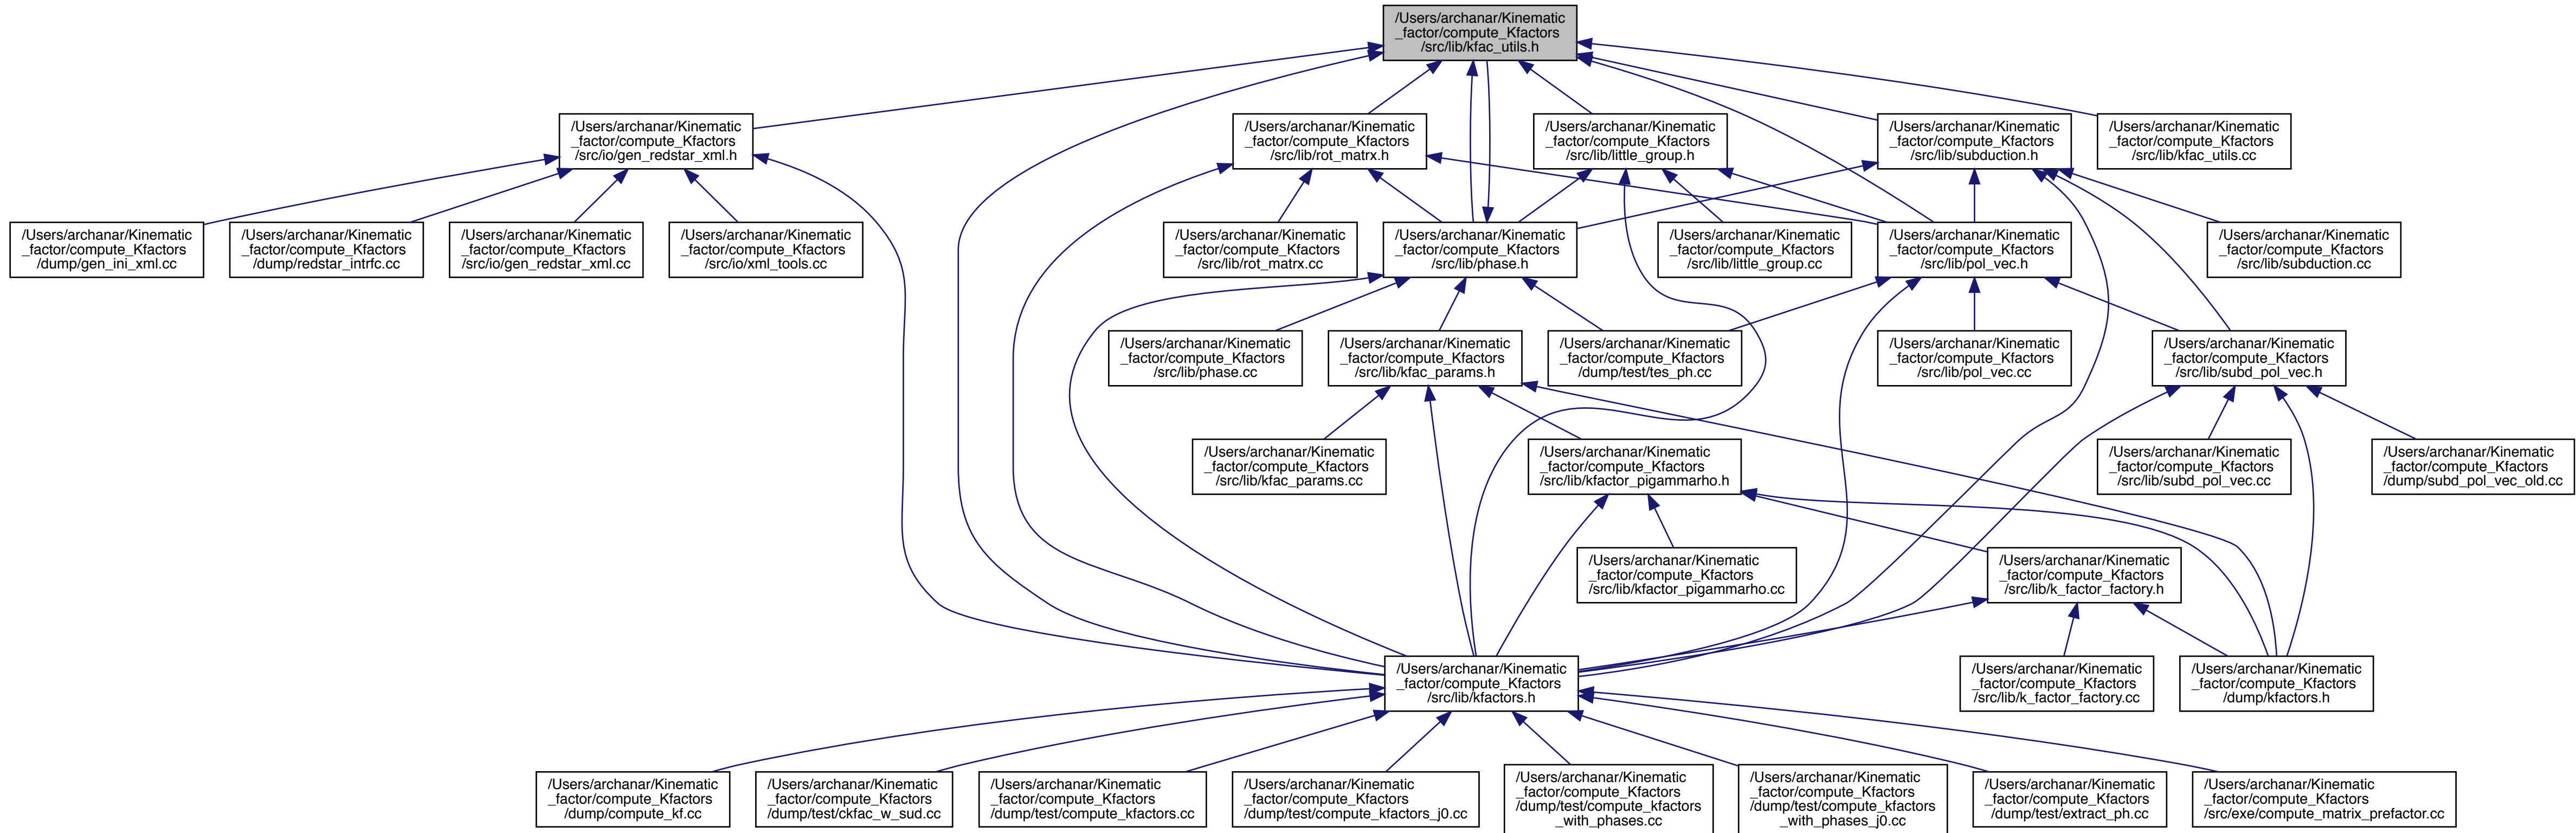 /Users/archanar/Kinematic
_factor/compute_Kfactors
/src/lib/kfac_utils.h
/Users/archanar/Kinematic
_factor/compute_Kfactors
/src/io/gen_redstar_xml.h
/Users/archanar/Kinematic
_factor/compute_Kfactors
/src/lib/rot_matrx.h
/Users/archanar/Kinematic
_factor/compute_Kfactors
/src/lib/little_group.h
/Users/archanar/Kinematic
_factor/compute_Kfactors
/src/lib/subduction.h
/Users/archanar/Kinematic
_factor/compute_Kfactors
/src/lib/kfac_utils.cc
/Users/archanar/Kinematic
_factor/compute_Kfactors
/dump/gen_ini_xml.cc
/Users/archanar/Kinematic
_factor/compute_Kfactors
/dump/redstar_intrfc.cc
/Users/archanar/Kinematic
_factor/compute_Kfactors
/src/io/gen_redstar_xml.cc
/Users/archanar/Kinematic
_factor/compute_Kfactors
/src/io/xml_tools.cc
/Users/archanar/Kinematic
_factor/compute_Kfactors
/src/lib/rot_matrx.cc
/Users/archanar/Kinematic
_factor/compute_Kfactors
/src/lib/phase.h
/Users/archanar/Kinematic
_factor/compute_Kfactors
/src/lib/little_group.cc
/Users/archanar/Kinematic
_factor/compute_Kfactors
/src/lib/pol_vec.h
/Users/archanar/Kinematic
_factor/compute_Kfactors
/src/lib/subduction.cc
/Users/archanar/Kinematic
_factor/compute_Kfactors
/src/lib/phase.cc
/Users/archanar/Kinematic
_factor/compute_Kfactors
/src/lib/kfac_params.h
/Users/archanar/Kinematic
_factor/compute_Kfactors
/dump/test/tes_ph.cc
/Users/archanar/Kinematic
_factor/compute_Kfactors
/src/lib/pol_vec.cc
/Users/archanar/Kinematic
_factor/compute_Kfactors
/src/lib/subd_pol_vec.h
/Users/archanar/Kinematic
_factor/compute_Kfactors
/src/lib/kfac_params.cc
/Users/archanar/Kinematic
_factor/compute_Kfactors
/src/lib/kfactor_pigammarho.h
/Users/archanar/Kinematic
_factor/compute_Kfactors
/src/lib/subd_pol_vec.cc
/Users/archanar/Kinematic
_factor/compute_Kfactors
/dump/subd_pol_vec_old.cc
/Users/archanar/Kinematic
_factor/compute_Kfactors
/src/lib/kfactor_pigammarho.cc
/Users/archanar/Kinematic
_factor/compute_Kfactors
/src/lib/k_factor_factory.h
/Users/archanar/Kinematic
_factor/compute_Kfactors
/src/lib/kfactors.h
/Users/archanar/Kinematic
_factor/compute_Kfactors
/src/lib/k_factor_factory.cc
/Users/archanar/Kinematic
_factor/compute_Kfactors
/dump/kfactors.h
/Users/archanar/Kinematic
_factor/compute_Kfactors
/dump/compute_kf.cc
/Users/archanar/Kinematic
_factor/compute_Kfactors
/dump/test/ckfac_w_sud.cc
/Users/archanar/Kinematic
_factor/compute_Kfactors
/dump/test/compute_kfactors.cc
/Users/archanar/Kinematic
_factor/compute_Kfactors
/dump/test/compute_kfactors_j0.cc
/Users/archanar/Kinematic
_factor/compute_Kfactors
/dump/test/compute_kfactors
_with_phases.cc
/Users/archanar/Kinematic
_factor/compute_Kfactors
/dump/test/compute_kfactors
_with_phases_j0.cc
/Users/archanar/Kinematic
_factor/compute_Kfactors
/dump/test/extract_ph.cc
/Users/archanar/Kinematic
_factor/compute_Kfactors
/src/exe/compute_matrix_prefactor.cc